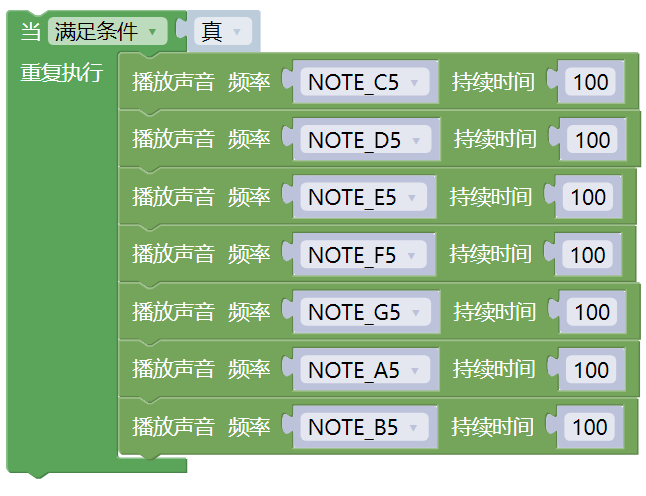 当 满足条件 真
重复执行
播放声音 频率 NOTE_C5 持续时间 100
播放声音 频率 NOTE_D5 持续时间 100
播放声音 频率 NOTE_E5 持续时间 100
播放声音 频率 NOTE_F5 持续时间 100
播放声音 频率 NOTE_G5 持续时间 100
播放声音 频率 NOTE_A5 持续时间 100
播放声音 频率 NOTE_B5 持续时间 100